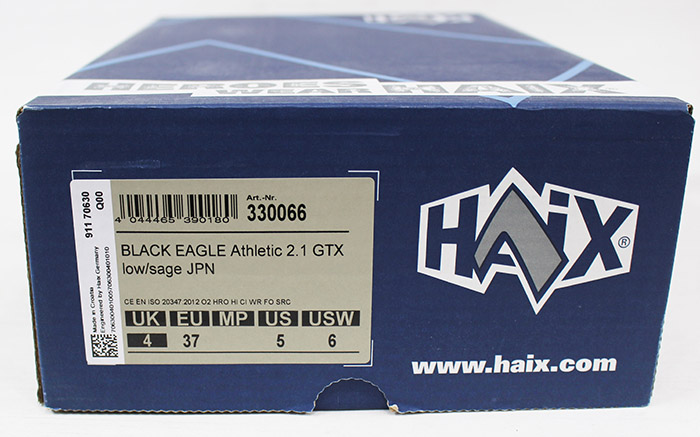 HAIX
HEROES
WEAR HAIX
911 70630
Q00
Made in Croatia
Engineered by Haix Germany
4 044465 390180
Art.-Nr.
330066
BLACK EAGLE Athletic 2.1 GTX
low/sage JPN
CE EN ISO 20347:2012 O2 HRO HI CI WR FO SRC
UK EU MP US USW
4 37 5 6
HAIX®
www.haix.com